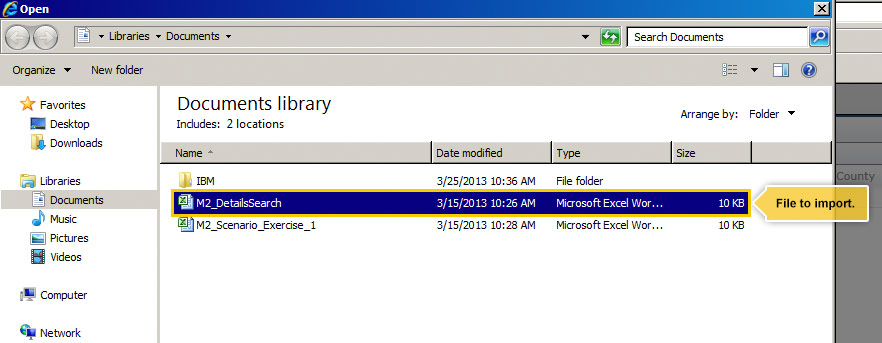 Open
Libraries Documents
Search Documents
Organize New folder
Favorites
Desktop
Downloads
Libraries
Documents
Music
Pictures
Videos
Computer
Network
Documents library
Includes: 2 locations
Arrange by: Folder
Name Date modified Type Size
IBM 3/25/2013 10:36 AM File folder
M2_DetailsSearch 3/15/2013 10:26 AM Microsoft Excel Wor... 10 KB
M2_Scenario_Exercise_1 3/15/2013 10:28 AM Microsoft Excel Wor... 10 KB
County
File to import.